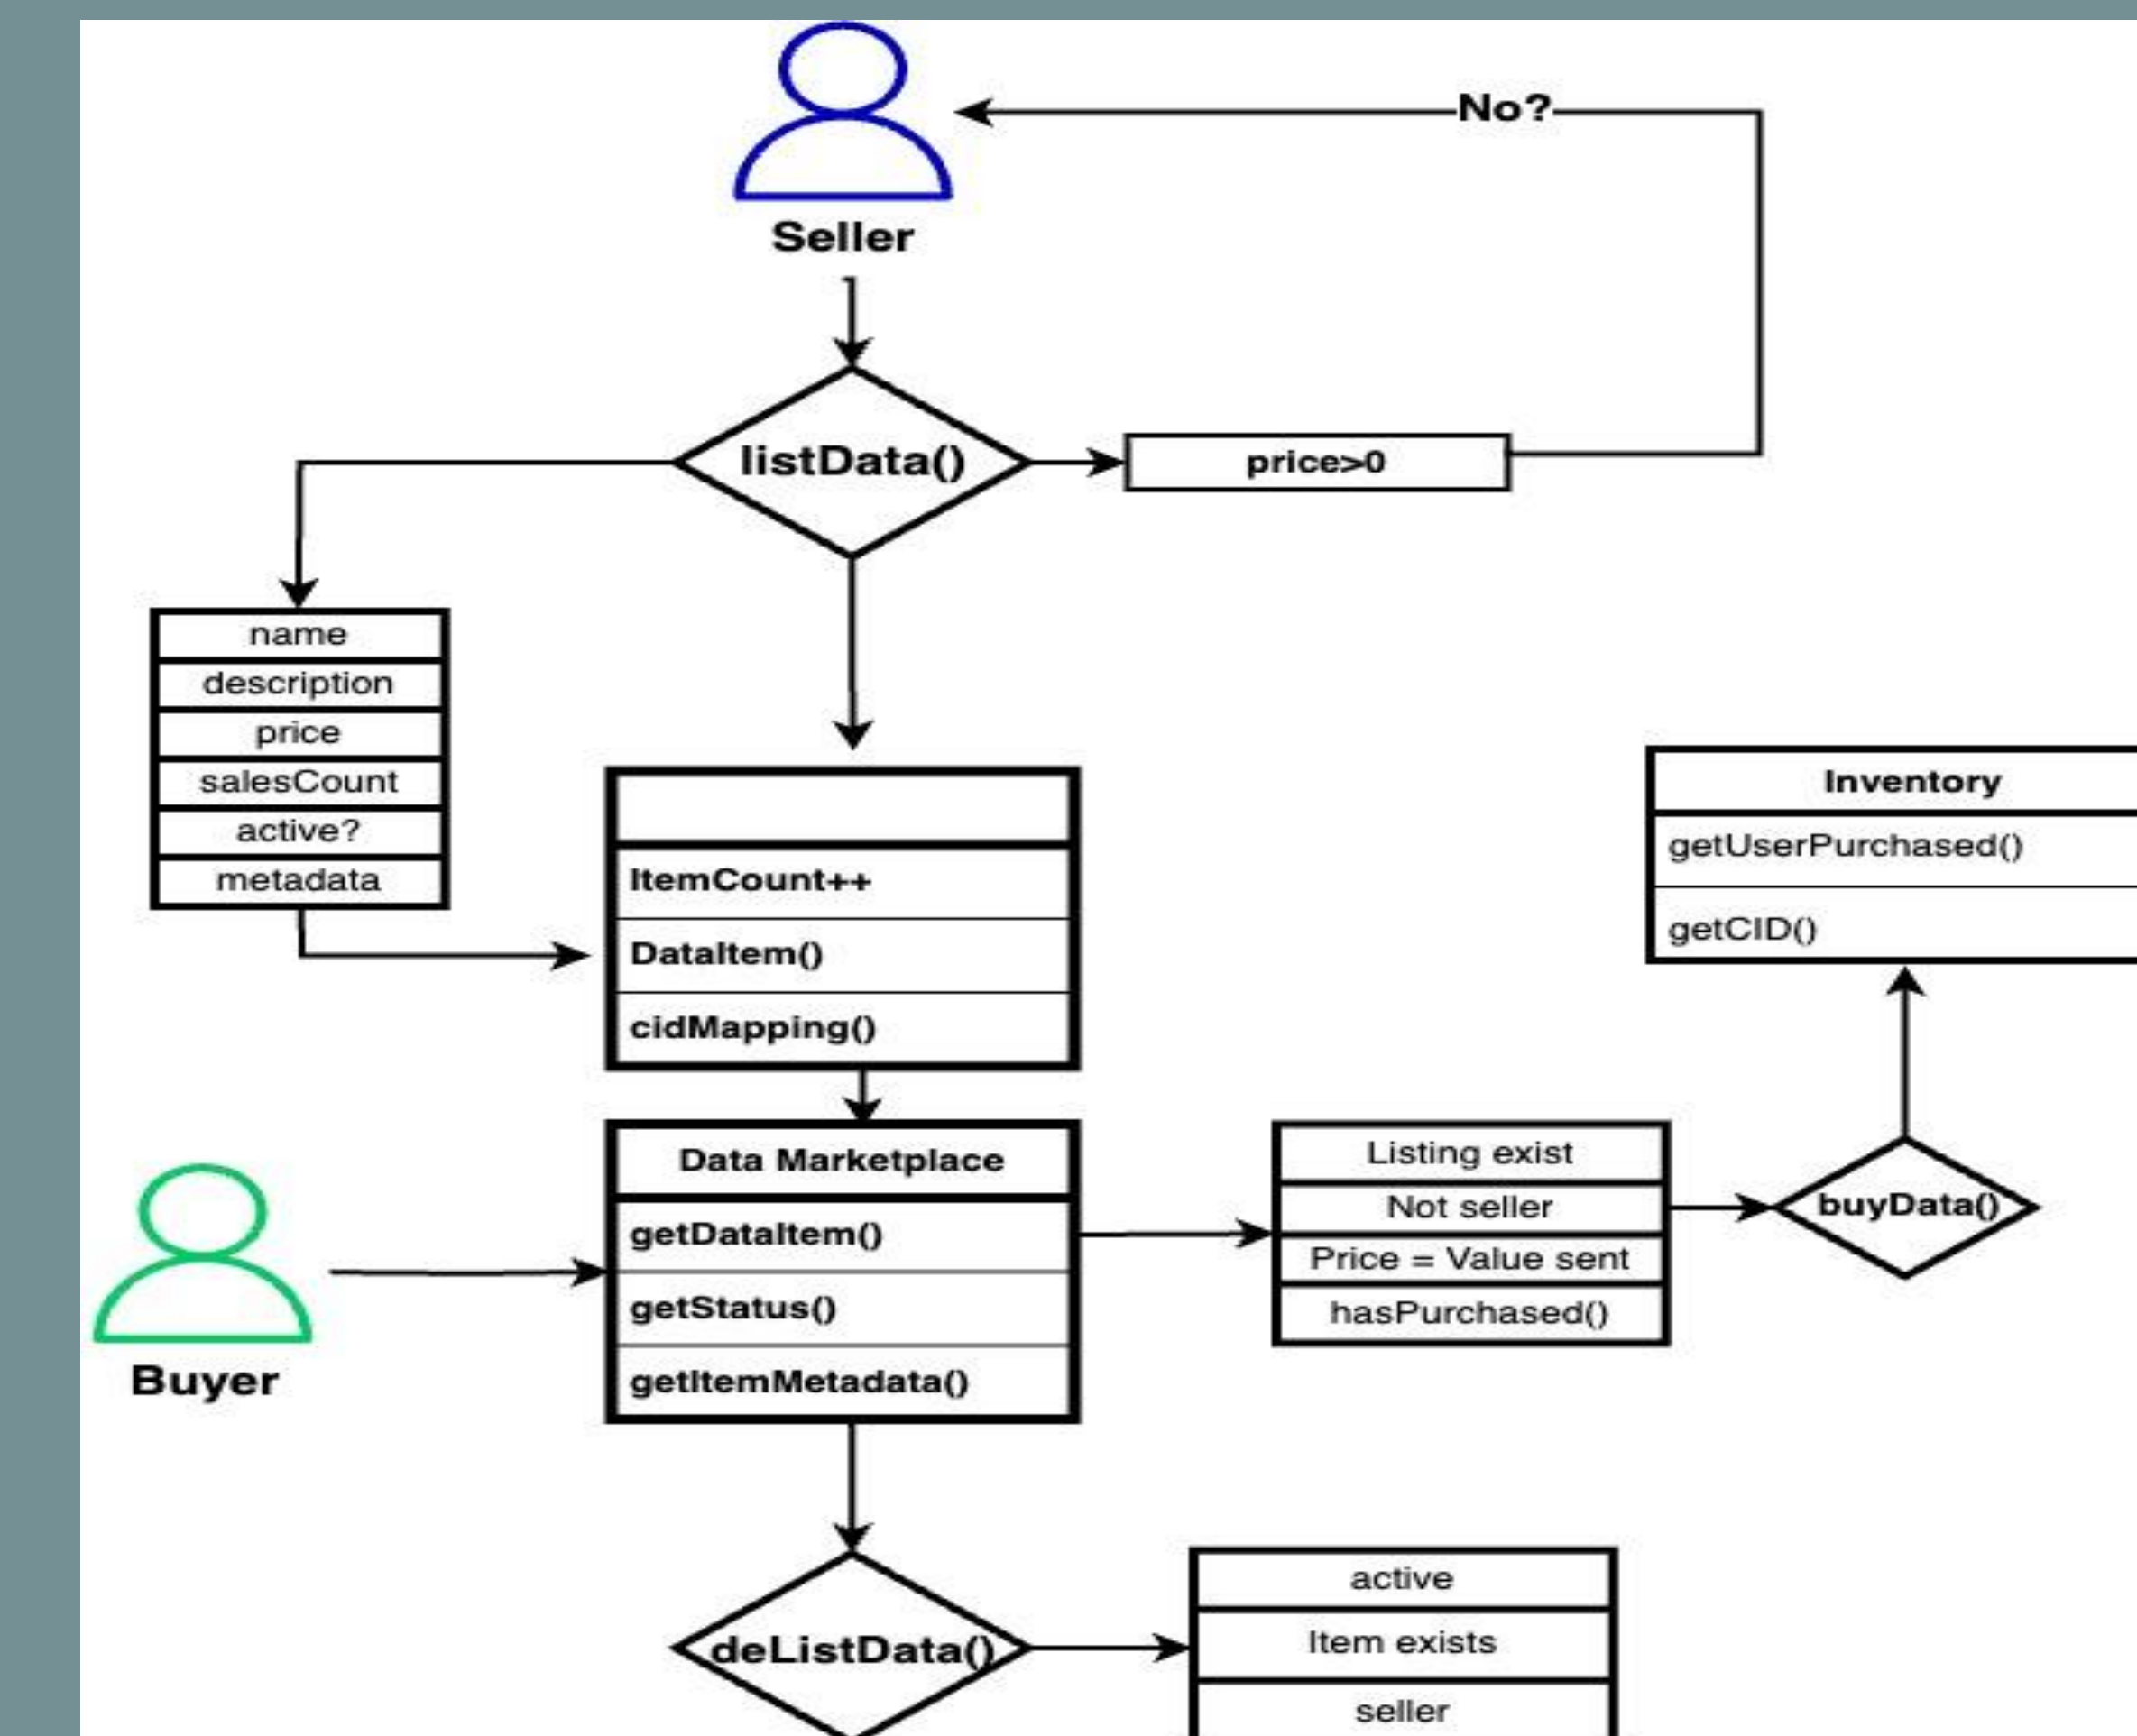 No?
Seller
listData()
price>0
name
description
price
salesCount
active?
metadata
ItemCount++
DataItem()
cidMapping()
Inventory
getUserPurchased()
getCID()
Data Marketplace
getDataItem()
getStatus()
getItemMetadata()
Buyer
Listing exist
Not seller
Price = Value sent
hasPurchased()
buyData()
deListData()
active
Item exists
seller